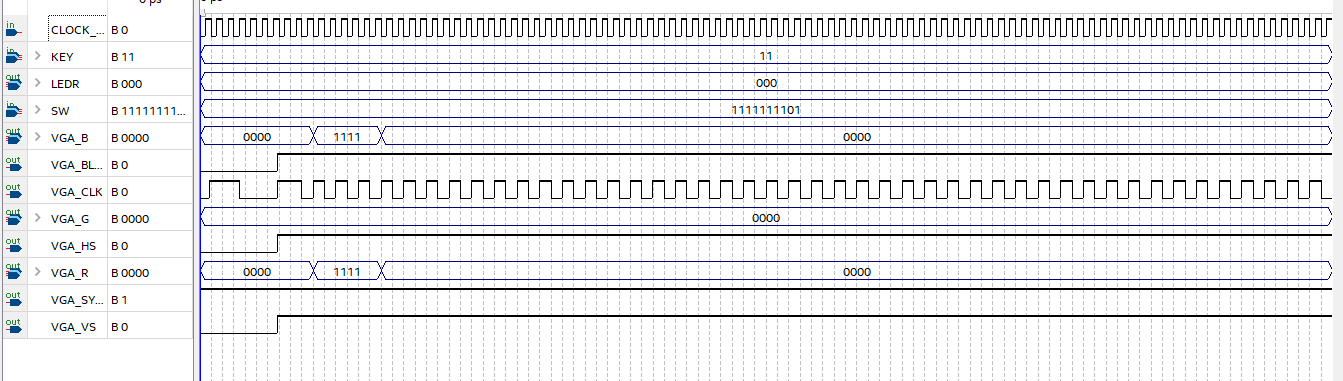 0 ps
0 ps
in CLOCK_... B 0
in KEY B 11 11
out LEDR B 000 000
in SW B 11111111... 1111111101
out VGA_B B 0000 0000 1111 0000
out VGA_BL... B 0
out VGA_CLK B 0
out VGA_G B 0000 0000
out VGA_HS B 0
out VGA_R B 0000 0000 1111 0000
out VGA_SY... B 1
out VGA_VS B 0